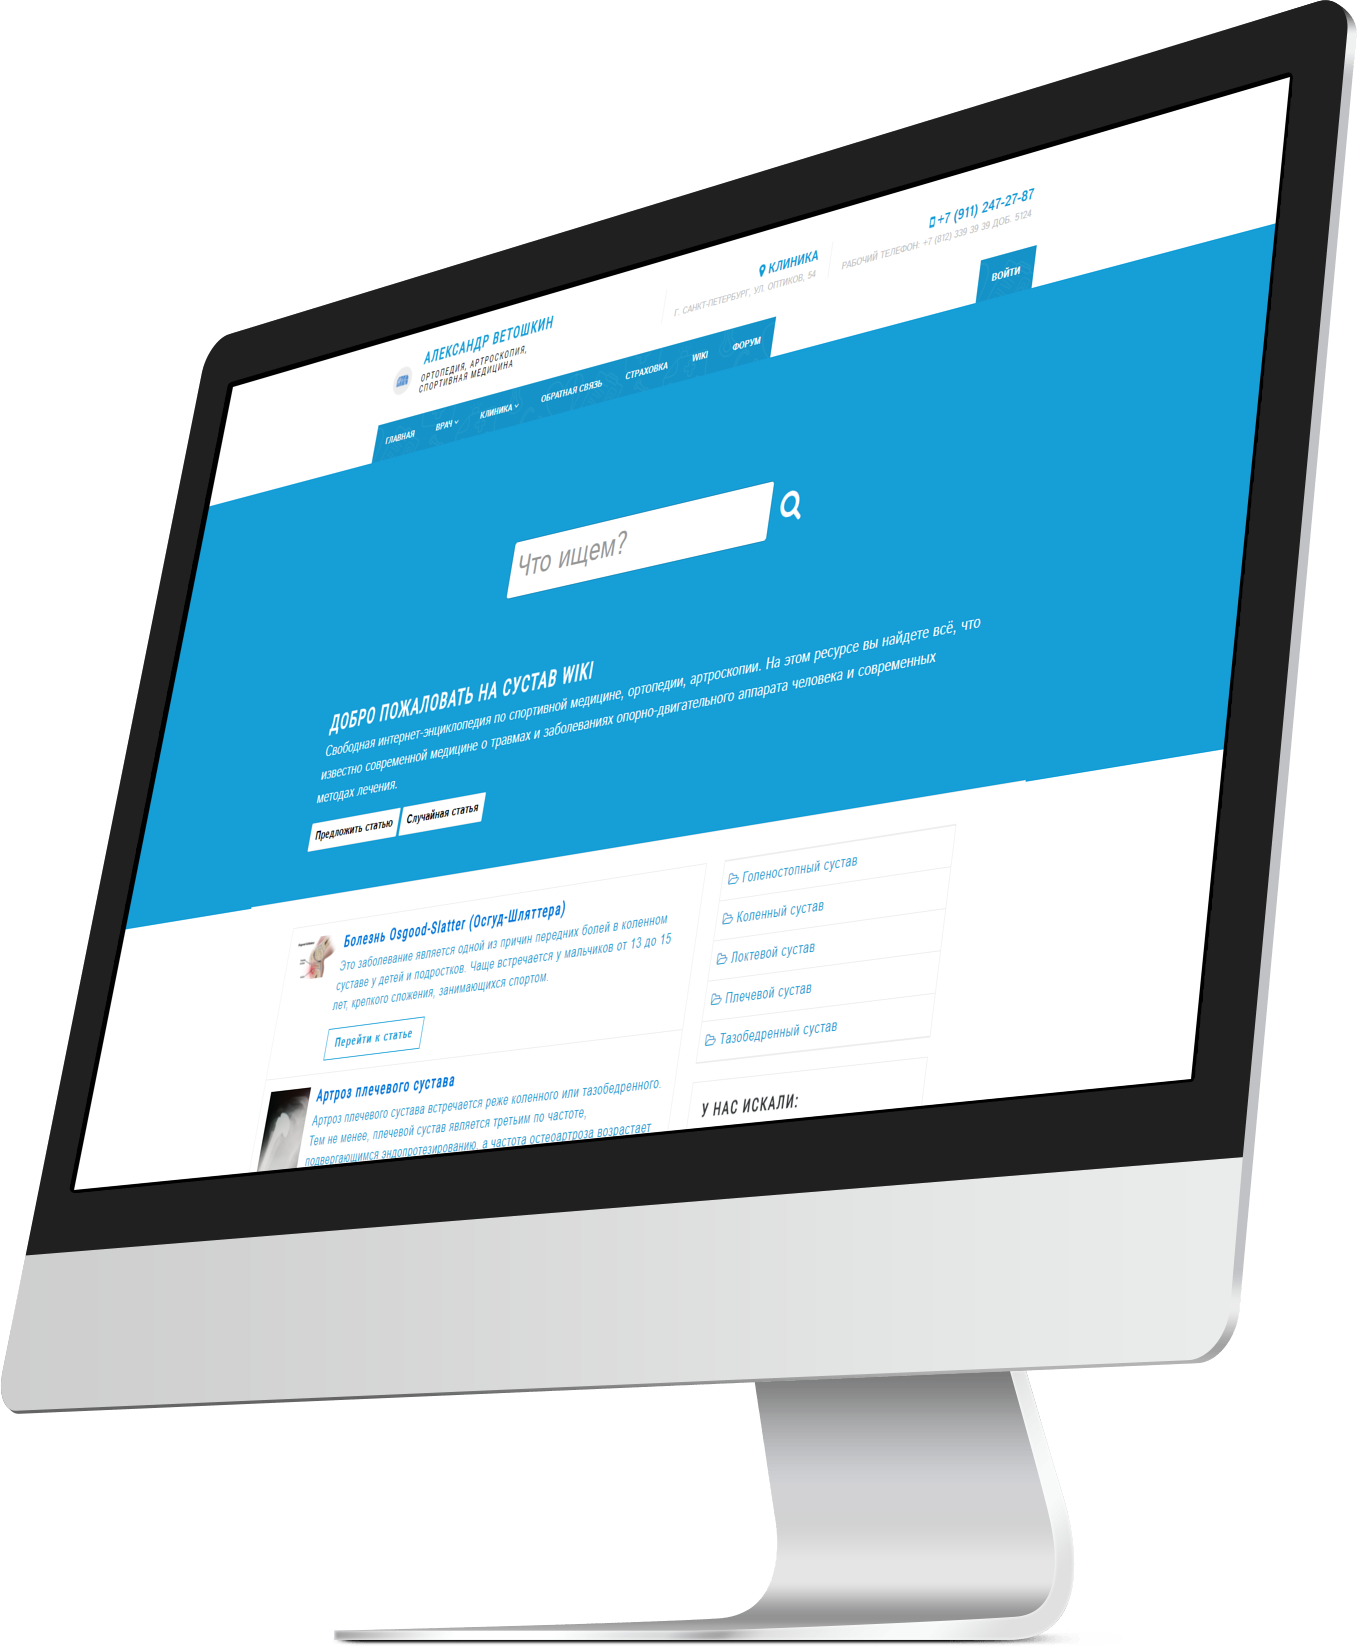 +7 (911) 247-27-87
РАБОЧИЙ ТЕЛЕФОН: +7 (812) 339 39 39 ДОБ. 5124
КЛИНИКА
Г. САНКТ-ПЕТЕРБУРГ, УЛ. ОПТИКОВ, 54
АЛЕКСАНДР ВЕТОШКИН
ОРТОПЕДИЯ, АРТРОСКОПИЯ,
СПОРТИВНАЯ МЕДИЦИНА
ГЛАВНАЯ ВРАЧ КЛИНИКА ОБРАТНАЯ СВЯЗЬ СТРАХОВКА WIKI ФОРУМ ВОЙТИ
Что ищем?
ДОБРО ПОЖАЛОВАТЬ НА СУСТАВ WIKI
Свободная интернет-энциклопедия по спортивной медицине, ортопедии, артроскопии. На этом ресурсе вы найдете всё, что
известно современной медицине о травмах и заболеваниях опорно-двигательного аппарата человека и современных
методах лечения.
Предложить статью Случайная статья
Болезнь Osgood-Slatter (Осгуд-Шляттера)
Это заболевание является одной из причин передних болей в коленном
суставе у детей и подростков. Чаще встречается у мальчиков от 13 до 15
лет, крепкого сложения, занимающихся спортом.
Перейти к статье
Артроз плечевого сустава
Артроз плечевого сустава встречается реже коленного или тазобедренного.
Тем не менее, плечевой сустав является третьим по частоте,
подвергающимся эндопротезированию, а частота остеоартроза возрастает
Голеностопный сустав
Коленный сустав
Локтевой сустав
Плечевой сустав
Тазобедренный сустав
У НАС ИСКАЛИ: